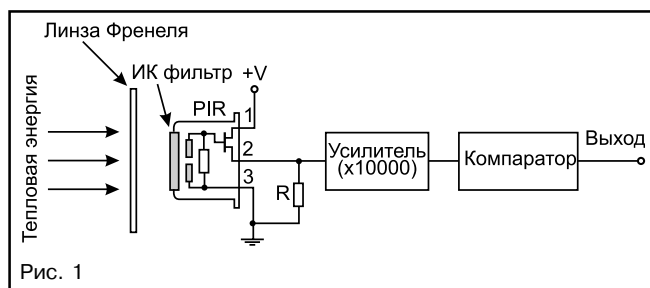 Линза Френеля
ИК фильтр
+V
PIR
1
Тепловая энергия
2
3
R
Усилитель
(x10000)
Компаратор
Выход
Рис. 1